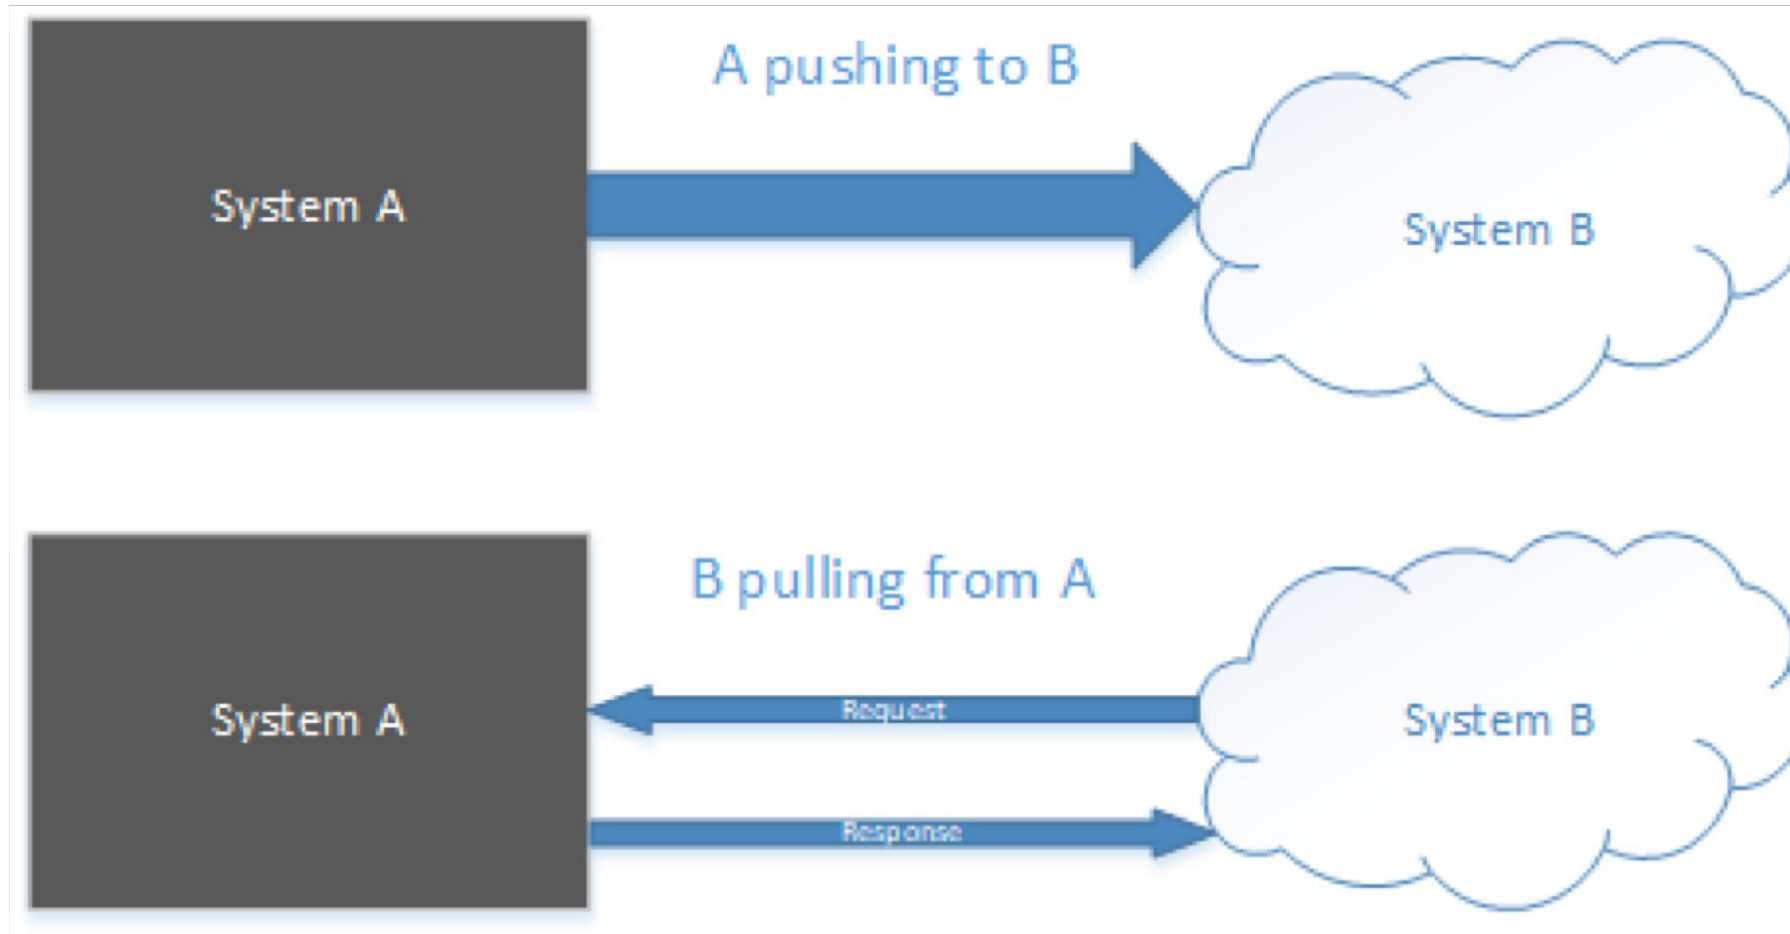 A pushing to B
System A
System B
B pulling from A
Request
System A
System B
Response